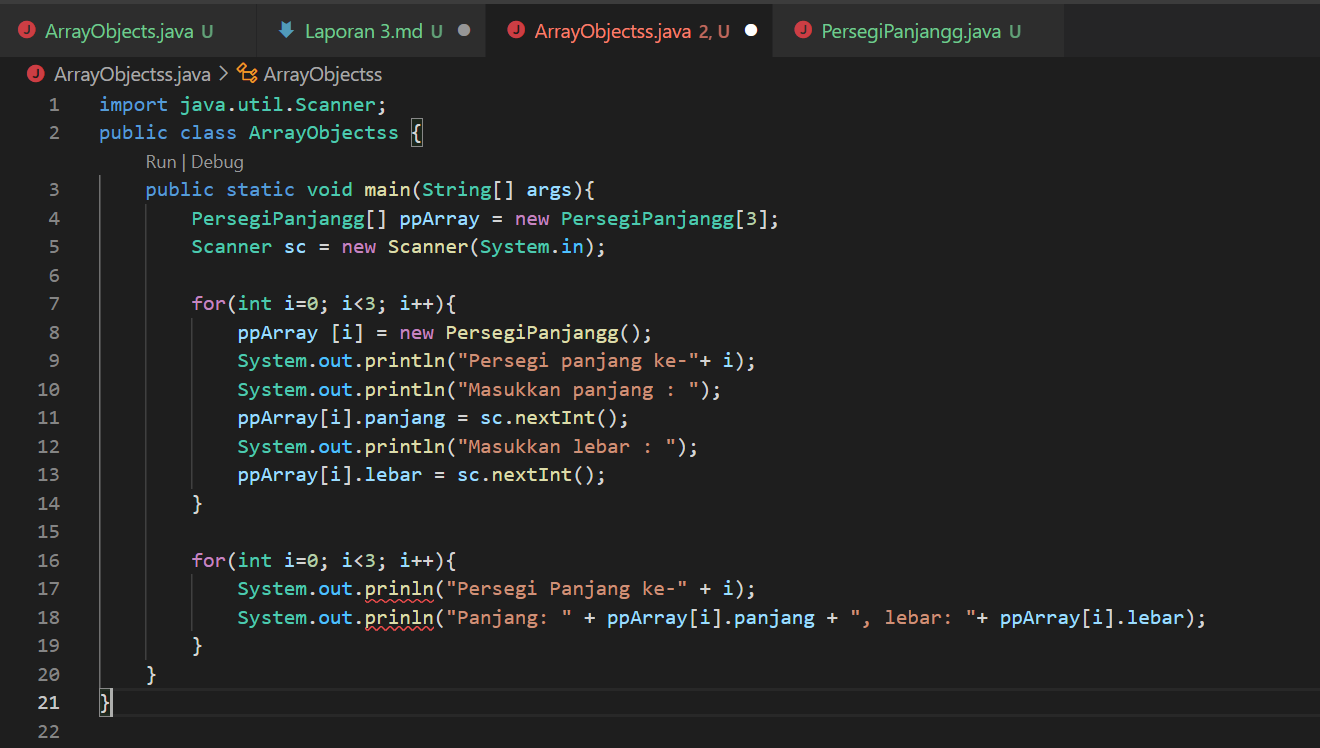 ArrayObjects.java U Laporan 3.md U ArrayObjectss.java 2, U PersegiPanjangg.java U
ArrayObjectss.java > ArrayObjectss
1 import java.util.Scanner;
2 public class ArrayObjectss {
Run | Debug
3 public static void main(String[] args){
4 PersegiPanjangg[] ppArray = new PersegiPanjangg[3];
5 Scanner sc = new Scanner(System.in);
6
7 for(int i=0; i<3; i++){
8 ppArray [i] = new PersegiPanjangg();
9 System.out.println("Persegi panjang ke-"+ i);
10 System.out.println("Masukkan panjang : ");
11 ppArray[i].panjang = sc.nextInt();
12 System.out.println("Masukkan lebar : ");
13 ppArray[i].lebar = sc.nextInt();
14 }
15
16 for(int i=0; i<3; i++){
17 System.out.prinln("Persegi Panjang ke-" + i);
18 System.out.prinln("Panjang: " + ppArray[i].panjang + ", lebar: "+ ppArray[i].lebar);
19 }
20 }
21 }
22